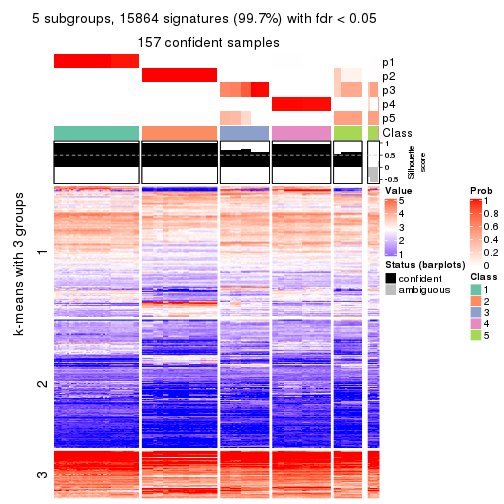 5 subgroups, 15864 signatures (99.7%) with fdr < 0.05
157 confident samples
p1
p2
p3
p4
p5
Class
1
0.5
0
-0.5
Silhouette
score
k-means with 3 groups
1
2
3
Value
5
4
3
2
1
Status (barplots)
confident
ambiguous
Prob
1
0.8
0.6
0.4
0.2
0
Class
1
2
3
4
5